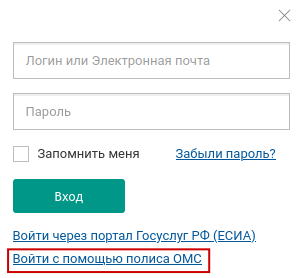 Логин или Электронная почта
Пароль
Запомнить меня Забыли пароль?
Вход
Войти через портал Госуслуг РФ (ЕСИА)
Войти с помощью полиса ОМС